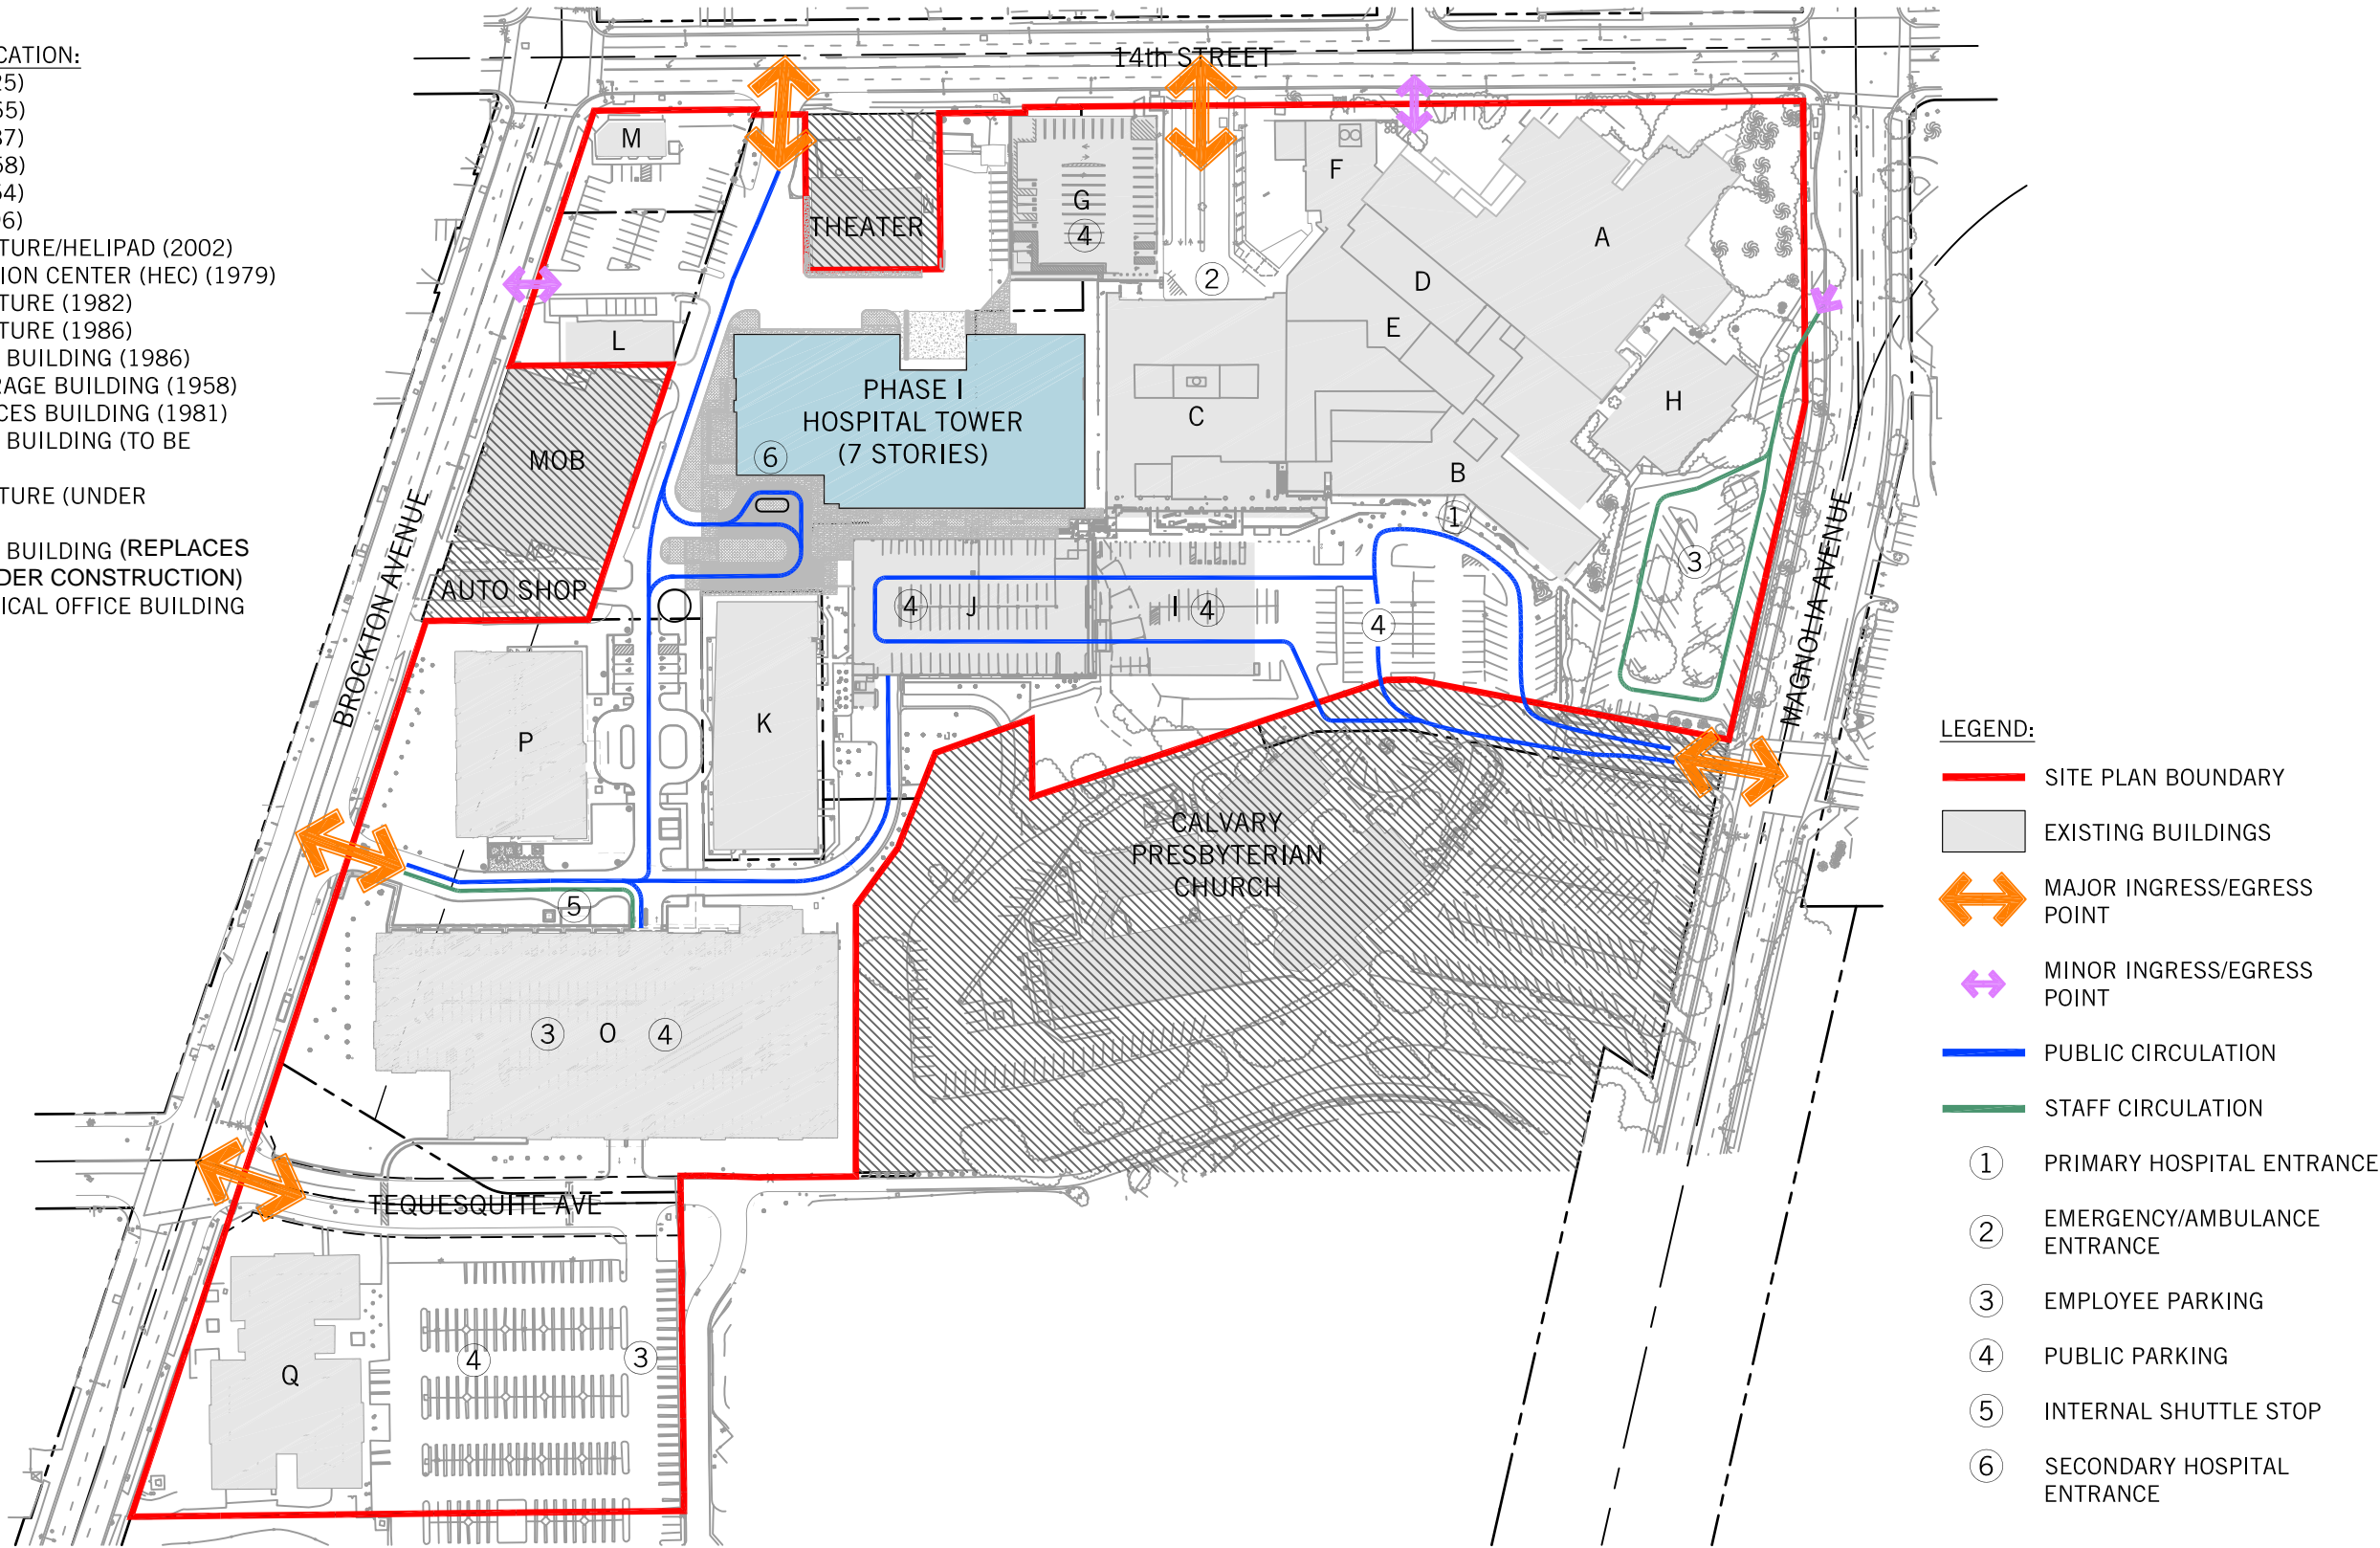 CATION:
25)
55)
87)
58)
64)
06)
TURE/HELIPAD (2002)
ION CENTER (HEC) (1979)
TURE (1982)
TURE (1986)
BUILDING (1986)
RAGE BUILDING (1958)
CES BUILDING (1981)
BUILDING (TO BE
TURE (UNDER
BUILDING (REPLACES
DER CONSTRUCTION)
ICAL OFFICE BUILDING
14th STREET
M
THEATER
G
4
2
F
A
D
E
L
PHASE I
HOSPITAL TOWER
(7 STORIES)
6
C
H
B
1
MOB
AUTO SHOP
BROCKTON AVENUE
MAGNOLIA AVENUE
3
4
J
I
4
4
P
K
5
CALVARY
PRESBYTERIAN
CHURCH
3
O
4
TEQUESQUITE AVE
Q
4
3
LEGEND:
SITE PLAN BOUNDARY
EXISTING BUILDINGS
MAJOR INGRESS/EGRESS
POINT
MINOR INGRESS/EGRESS
POINT
PUBLIC CIRCULATION
STAFF CIRCULATION
1 PRIMARY HOSPITAL ENTRANCE
2 EMERGENCY/AMBULANCE
ENTRANCE
3 EMPLOYEE PARKING
4 PUBLIC PARKING
5 INTERNAL SHUTTLE STOP
6 SECONDARY HOSPITAL
ENTRANCE